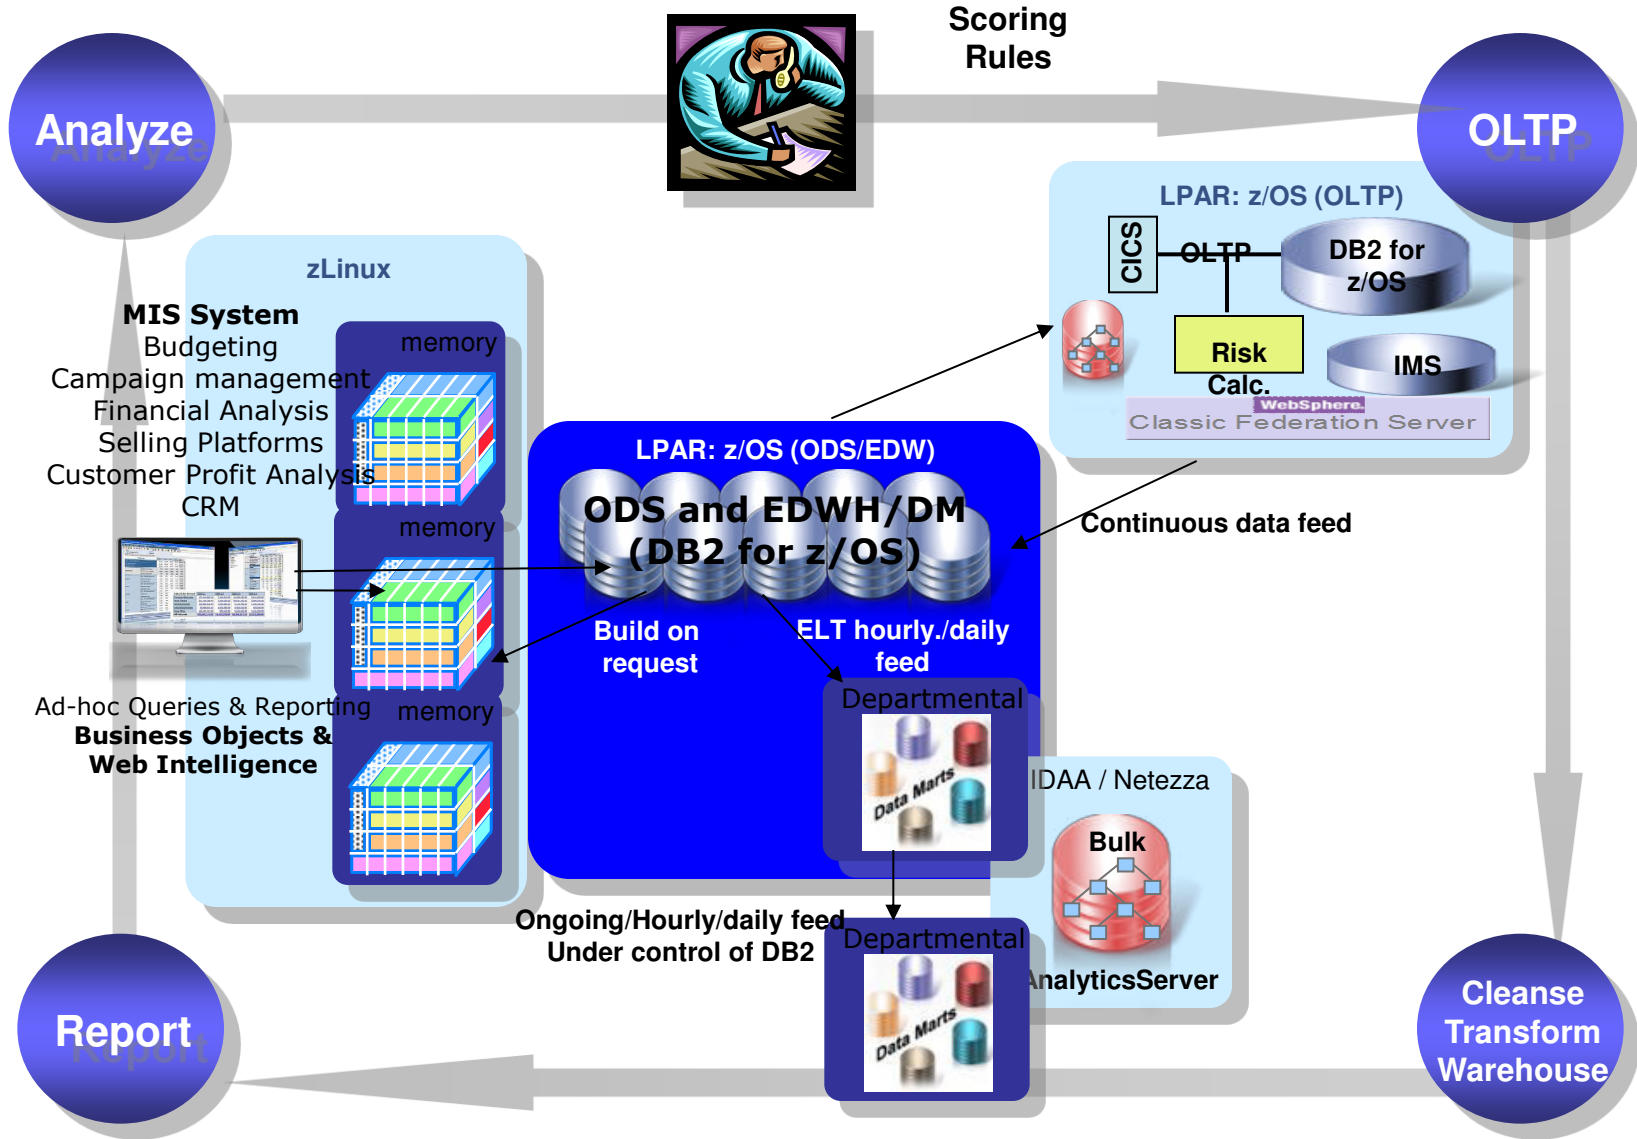 Scoring
Rules
Analyze
OLTP
LPAR: z/OS (OLTP)
CICS
OLTP
DB2 for
z/OS
Risk
Calc.
IMS
WebSphere.
Classic Federation Server
zLinux
MIS System
Budgeting
Campaign management
Financial Analysis
Selling Platforms
Customer Profit Analysis
CRM
memory
memory
memory
LPAR: z/OS (ODS/EDW)
ODS and EDWH/DM
(DB2 for z/OS)
Continuous data feed
Build on
request
ELT hourly./daily
feed
Ad-hoc Queries & Reporting
Business Objects &
Web Intelligence
Departmental
Data Marts
IDAA / Netezza
Bulk
AnalyticsServer
Ongoing/Hourly/daily feed
Under control of DB2
Departmental
Data Marts
Report
Cleanse
Transform
Warehouse